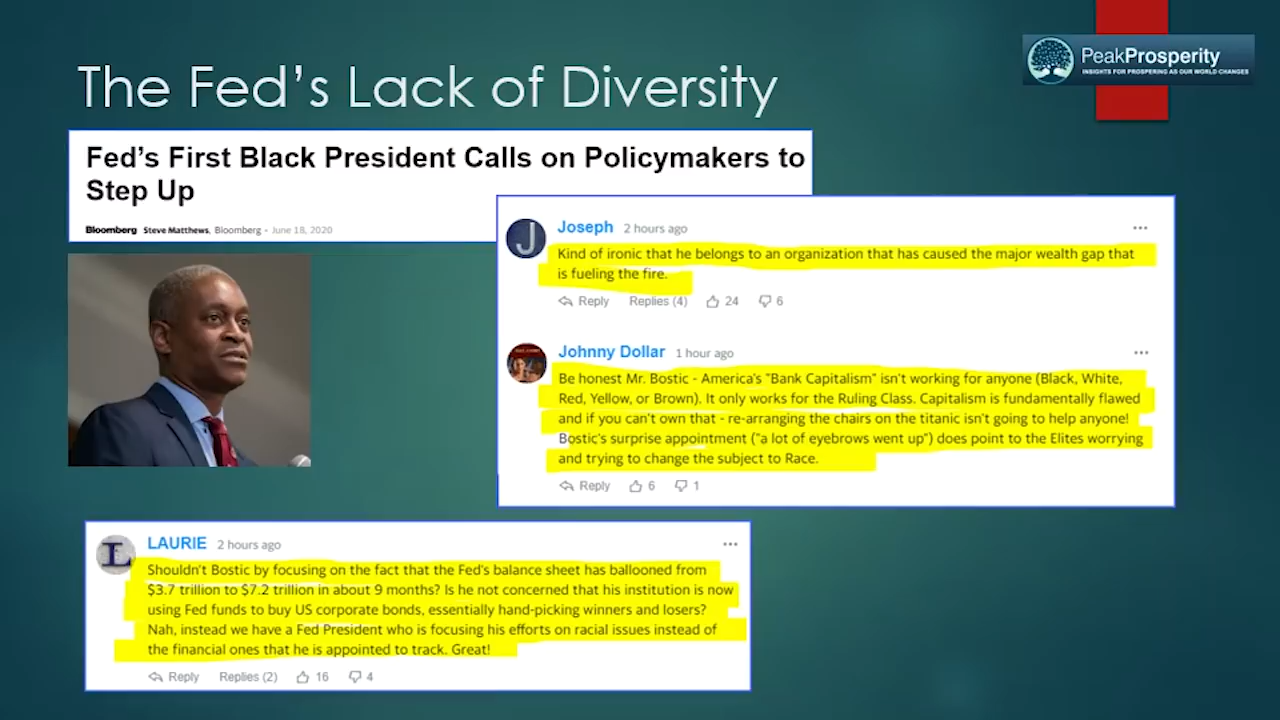 PeakProsperity
INSIGHTS FOR PROSPERING AS OUR WORLD CHANGES
The Fed's Lack of Diversity
Fed's First Black President Calls on Policymakers to
Step Up
Bloomberg Steve Matthews, Bloomberg • June 18, 2020
J
Joseph 2 hours ago
Kind of ironic that he belongs to an organization that has caused the major wealth gap that
is fueling the fire.
Reply Replies (4) 24 6
Johnny Dollar 1 hour ago
Be honest Mr. Bostic - America's "Bank Capitalism" isn't working for anyone (Black, White,
Red, Yellow, or Brown). It only works for the Ruling Class. Capitalism is fundamentally flawed
and if you can't own that - re-arranging the chairs on the titanic isn't going to help anyone!
Bostic's surprise appointment ("a lot of eyebrows went up") does point to the Elites worrying
and trying to change the subject to Race.
Reply 6 1
L
LAURIE 2 hours ago
Shouldn't Bostic by focusing on the fact that the Fed's balance sheet has ballooned from
$3.7 trillion to $7.2 trillion in about 9 months? Is he not concerned that his institution is now
using Fed funds to buy US corporate bonds, essentially hand-picking winners and losers?
Nah, instead we have a Fed President who is focusing his efforts on racial issues instead of
the financial ones that he is appointed to track. Great!
Reply Replies (2) 16 4